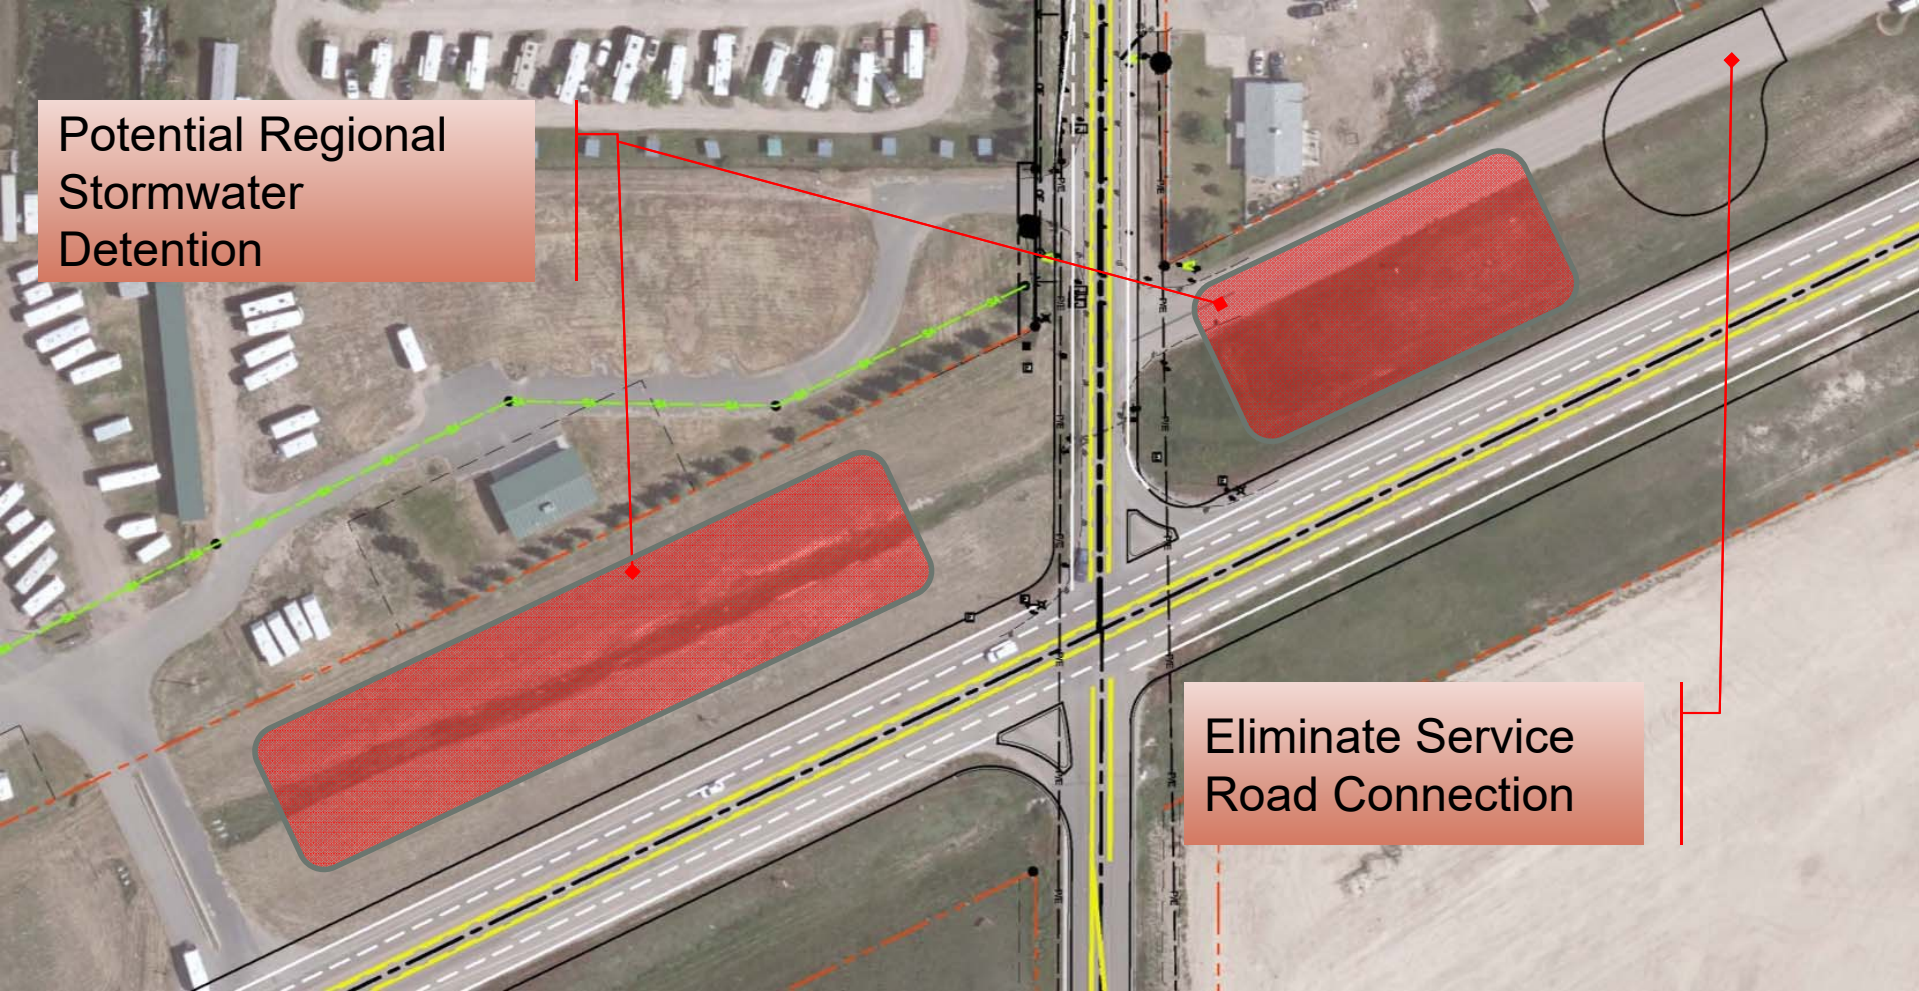 Potential Regional
Stormwater
Detention
Eliminate Service
Road Connection